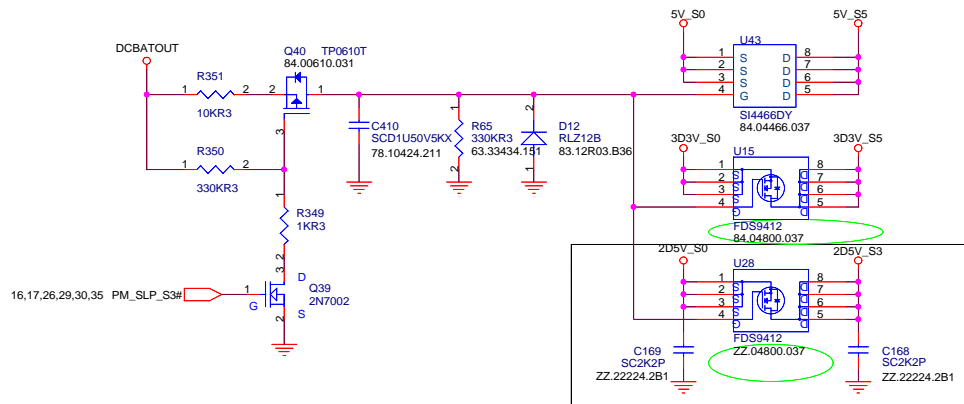 5V_S0
5V_S5
DCBATOUT
Q40
TP0610T
84.00610.031
U43
1
2
3
4
S
S
S
G
D
D
D
D
8
7
6
5
SI4466DY
84.04466.037
R351
1
2
10KR3
2
1
3
C410
SCD1U50V5KX
78.10424.211
1
2
R65
330KR3
63.33434.151
2
1
D12
RLZ12B
83.12R03.B36
3D3V_S0
3D3V_S5
U15
1
2
3
4
S
S
S
G
D
D
D
D
8
7
6
5
FDS9412
84.04800.037
R350
1
2
330KR3
1
2
R349
1KR3
2D5V_S0
2D5V_S3
U28
1
2
3
4
S
S
S
G
D
D
D
D
8
7
6
5
FDS9412
ZZ.04800.037
16,17,26,29,30,35 PM_SLP_S3#
1
G
3
D
2
S
Q39
2N7002
C169
SC2K2P
ZZ.22224.2B1
C168
SC2K2P
ZZ.22224.2B1